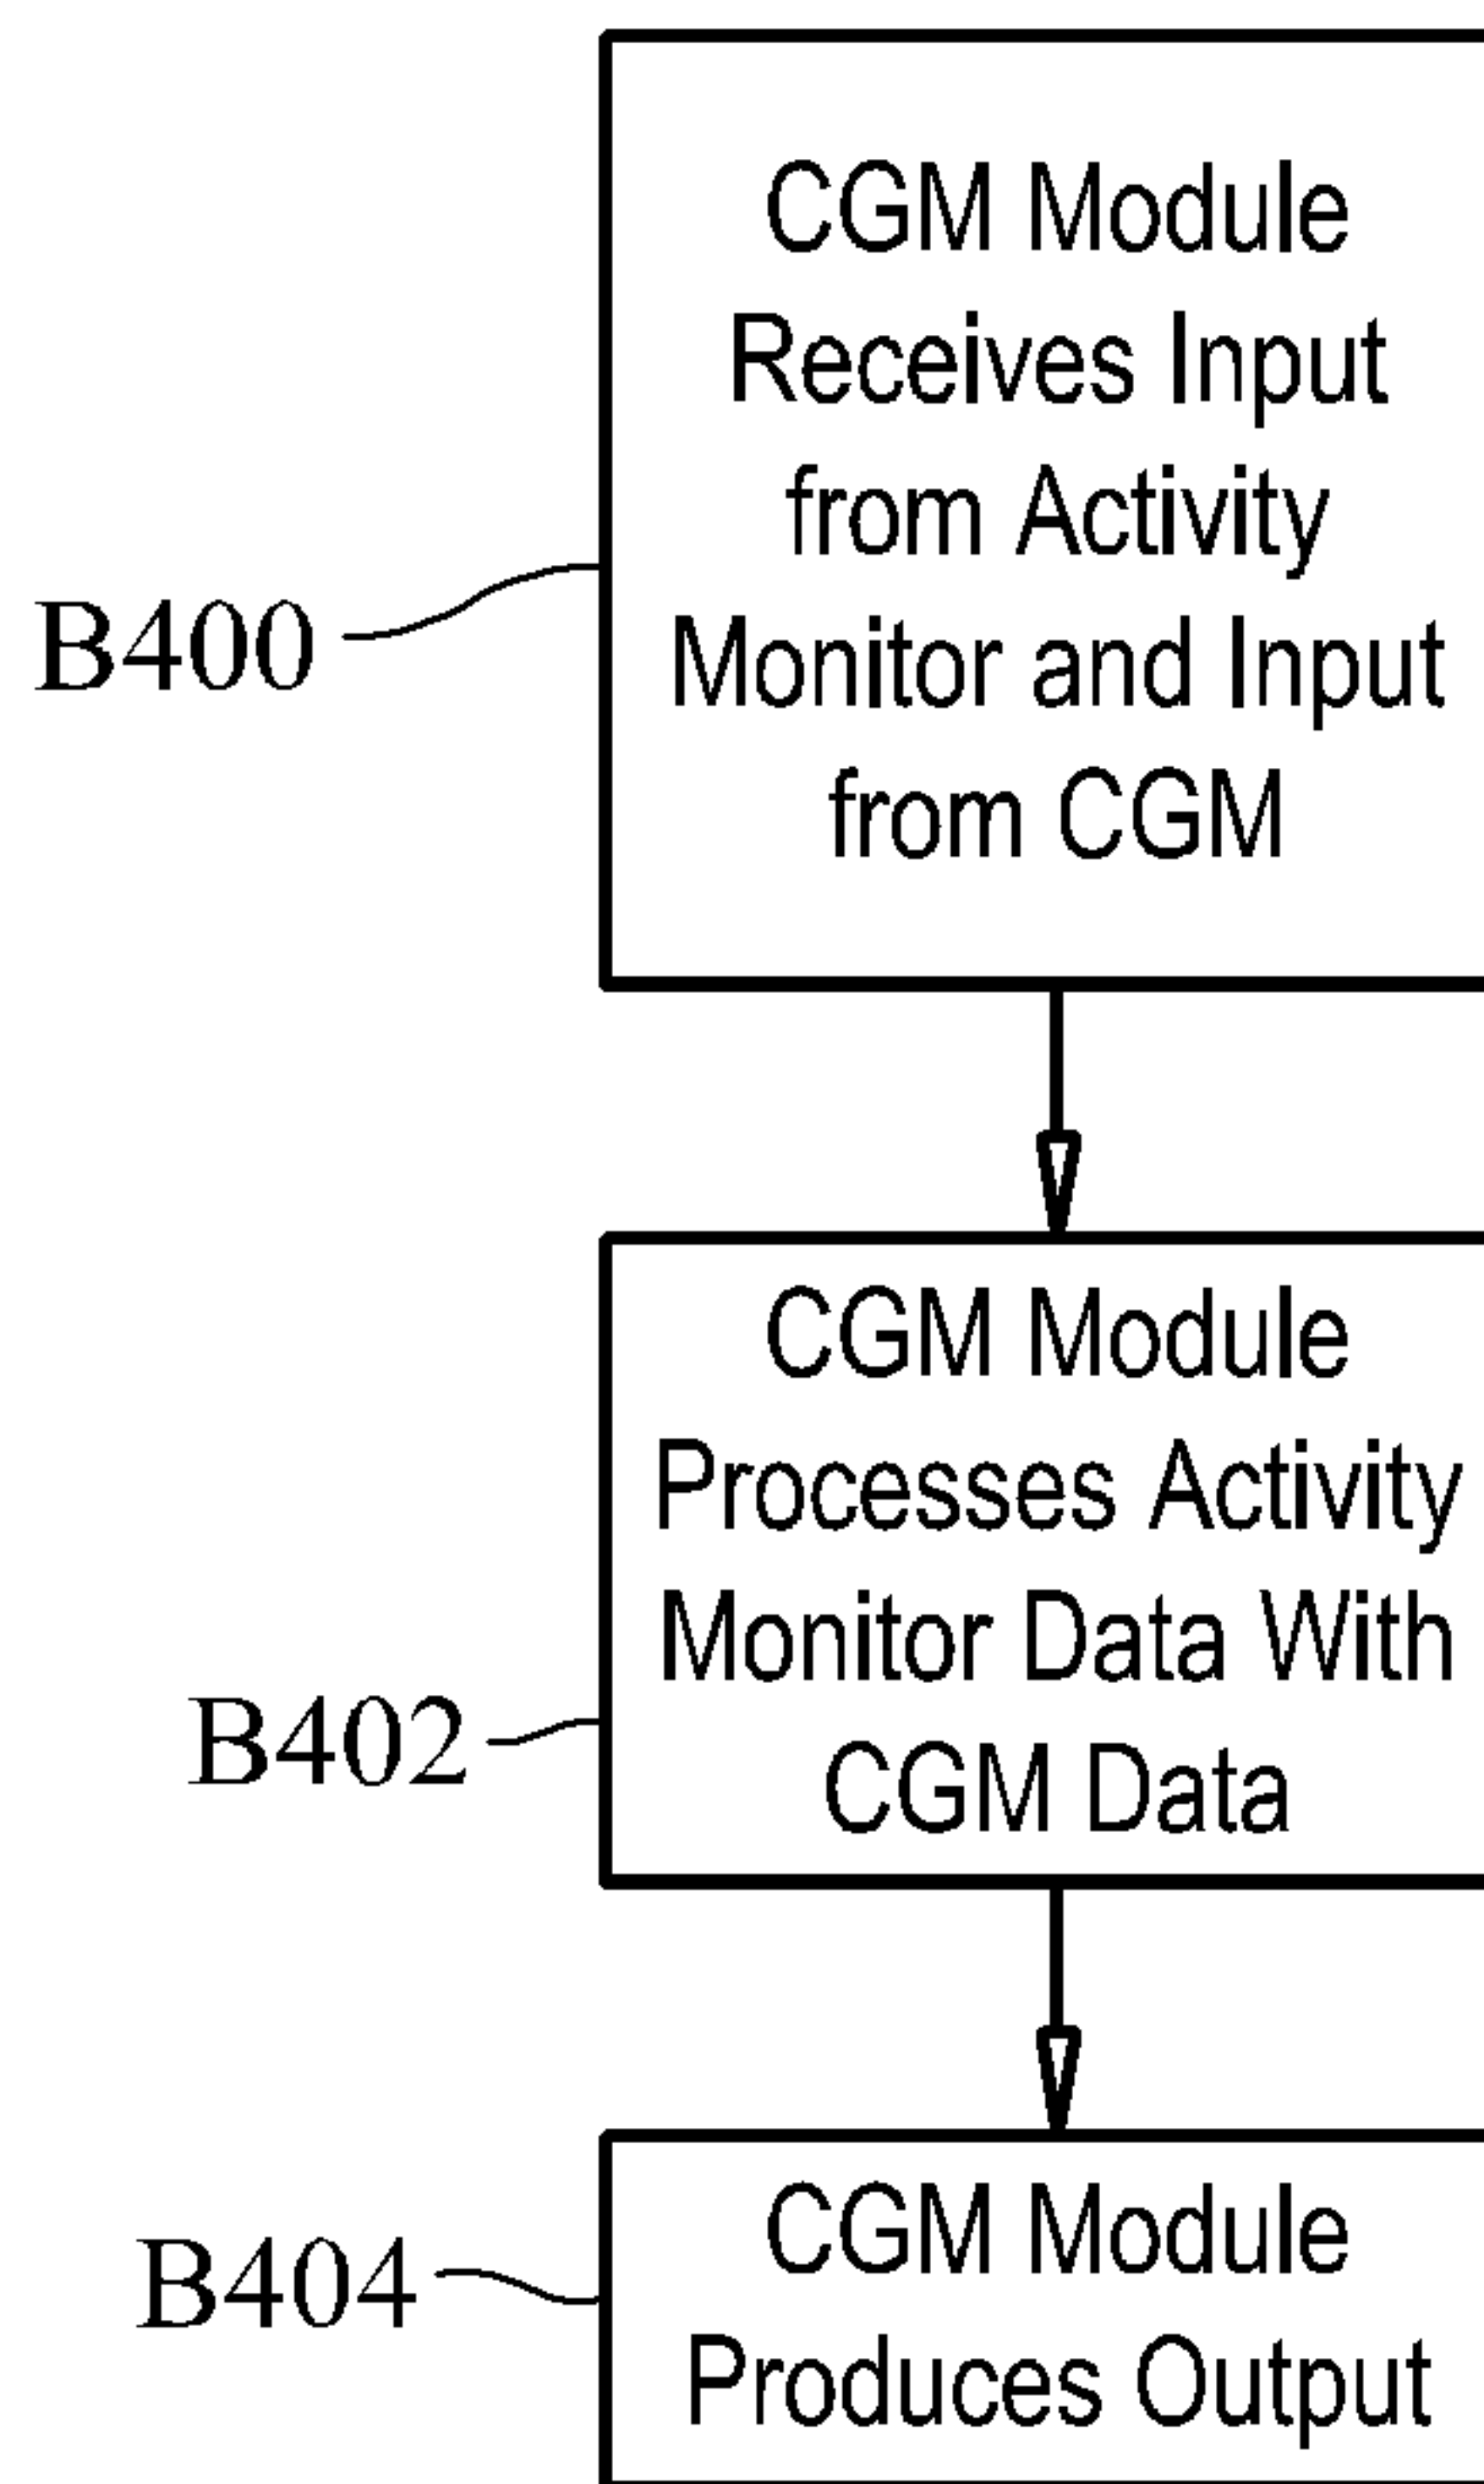 CGM Module
Receives Input
from Activity
Monitor and Input
from CGM
B400
CGM Module
Processes Activity
Monitor Data With
CGM Data
B402
CGM Module
Produces Output
B404